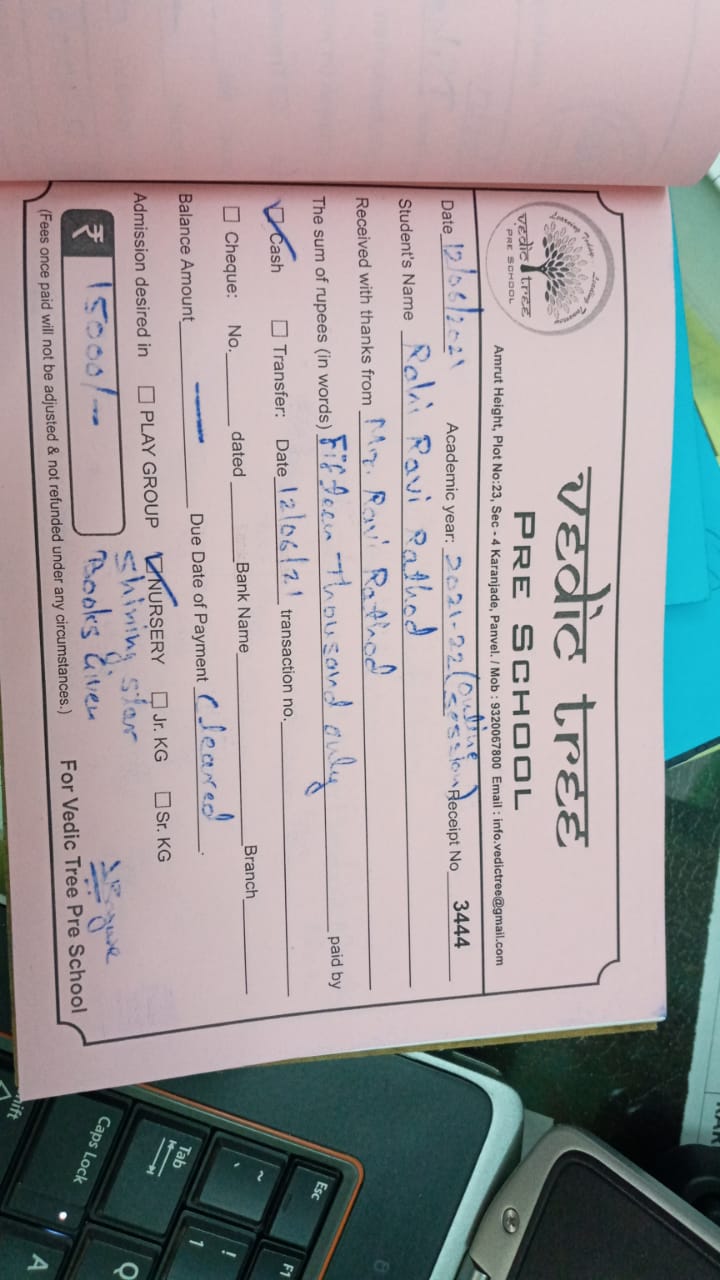 Learning Today... Leading Tomorrow
vedic tree
PRE SCHOOL
vedic tree
PRE SCHOOL
Amrut Height, Plot No:23, Sec - 4 Karanjade, Panvel. / Mob : 9320067800 Email : info.vedictree@gmail.com
Date 12/06/2021 Academic year: 2021-22 (Online session) Receipt No 3444
Student's Name Rahi Ravi Rathod
Received with thanks from Mr. Ravi Rathod
The sum of rupees (in words) Fifteen Thousand only paid by
Cash Transfer: Date 12/06/21 transaction no.
Cheque: No. dated Bank Name Branch
Balance Amount — Due Date of Payment Cleared.
Admission desired in PLAY GROUP NURSERY Jr. KG Sr. KG
Shining star
₹ 15000/- Books Given
(Fees once paid will not be adjusted & not refunded under any circumstances.) For Vedic Tree Pre School
Esc
F1
~
`
!
1
Tab
Q
Caps Lock
A